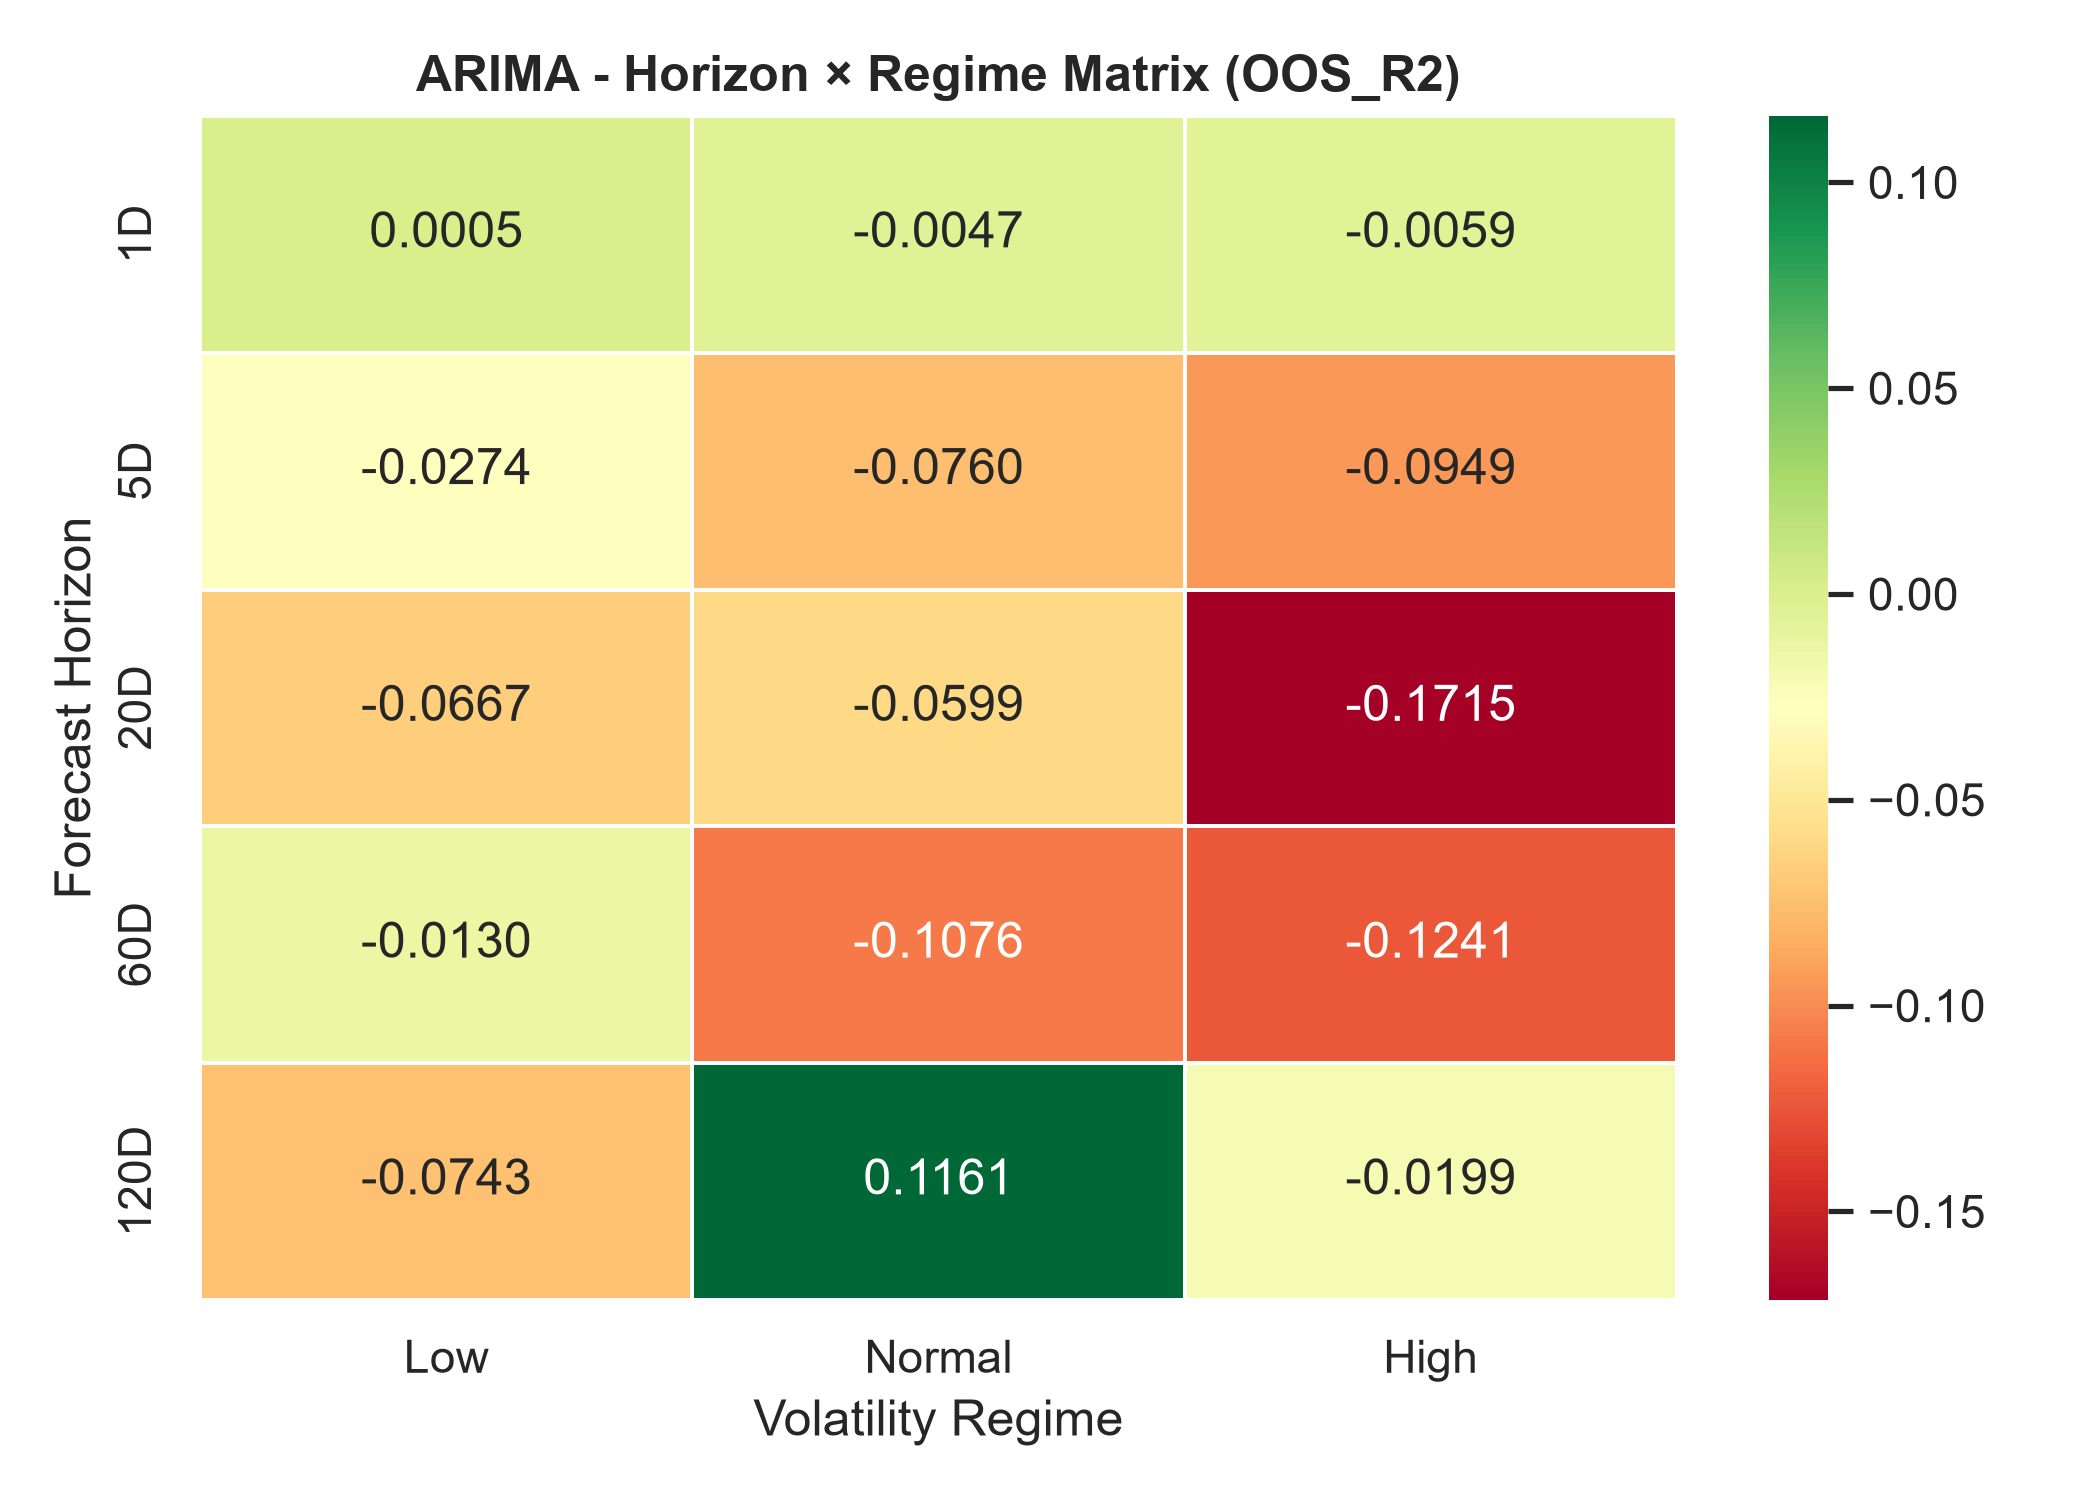 ARIMA - Horizon × Regime Matrix (OOS_R2)
Forecast Horizon
1D 0.0005 -0.0047 -0.0059
5D -0.0274 -0.0760 -0.0949
20D -0.0667 -0.0599 -0.1715
60D -0.0130 -0.1076 -0.1241
120D -0.0743 0.1161 -0.0199
Low Normal High
Volatility Regime
0.10
0.05
0.00
−0.05
−0.10
−0.15